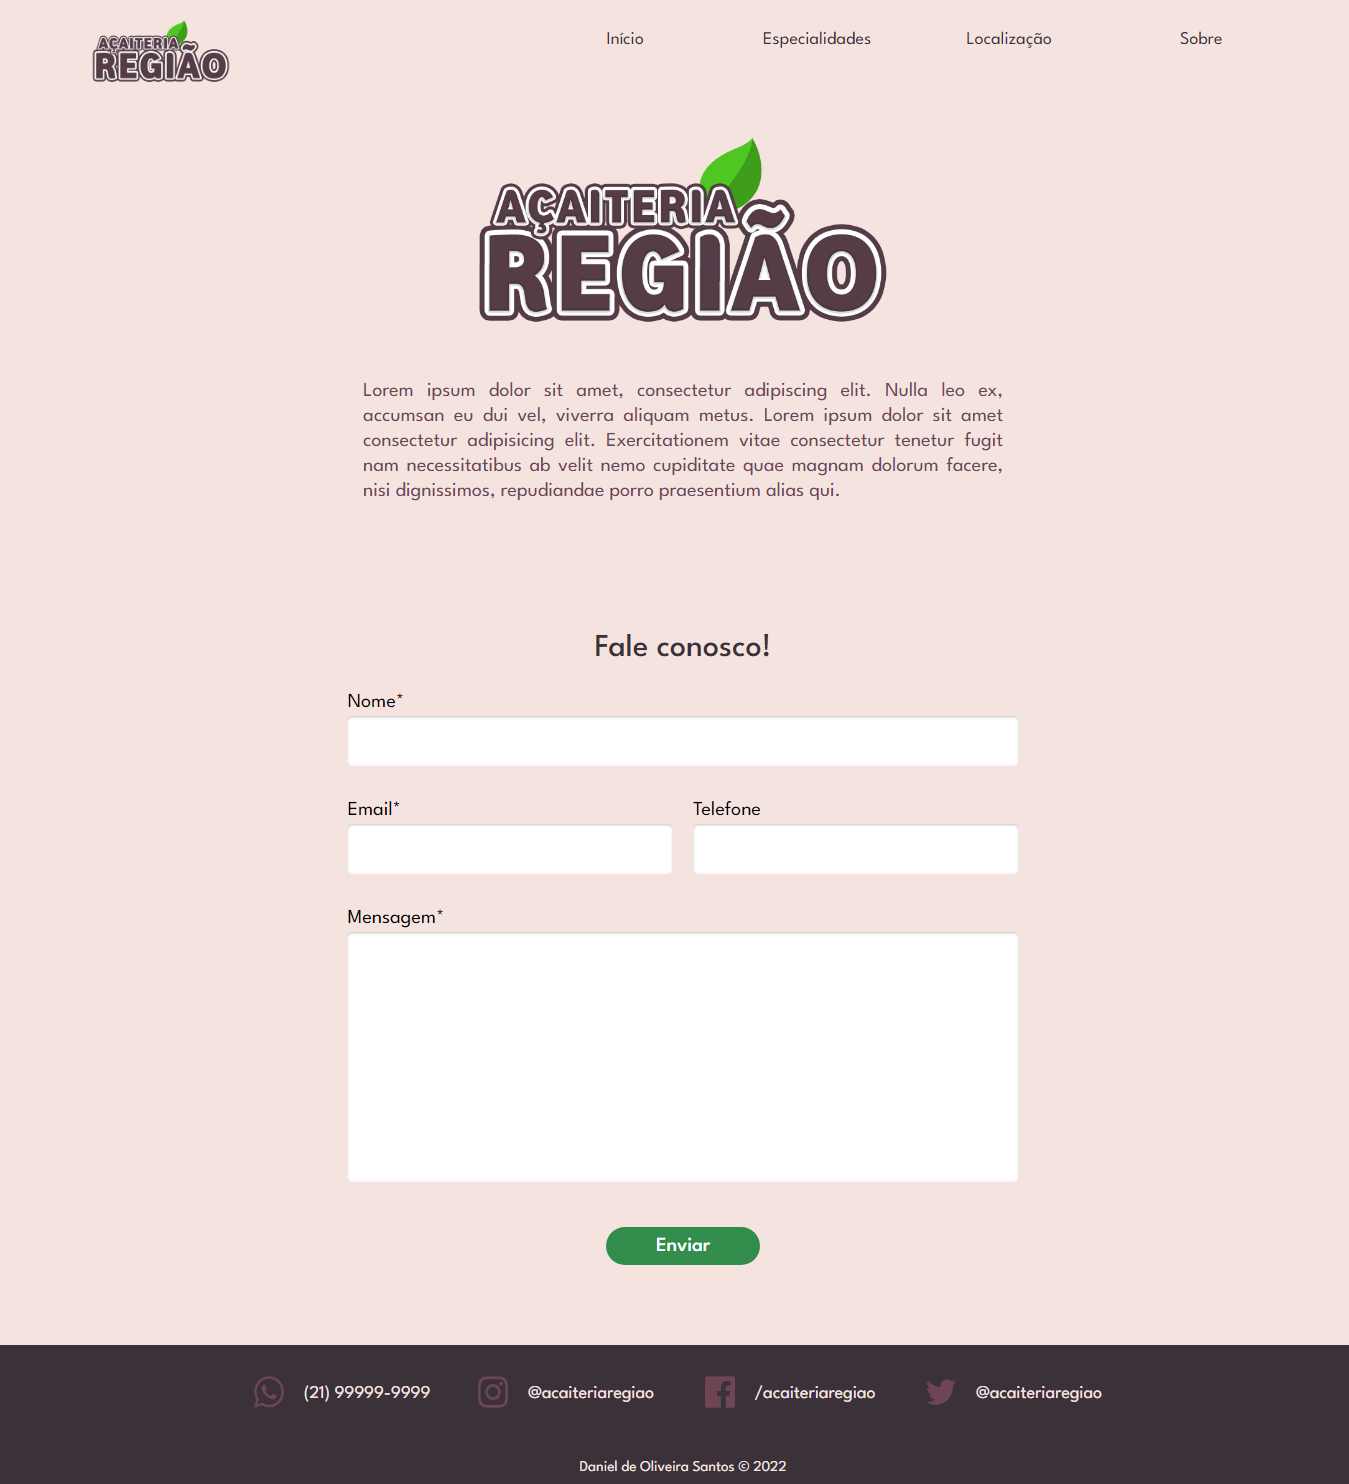 AÇAITERIA
REGIÃO
Início
Especialidades
Localização
Sobre
AÇAITERIA
REGIÃO
Lorem ipsum dolor sit amet, consectetur adipiscing elit. Nulla leo ex,
accumsan eu dui vel, viverra aliquam metus. Lorem ipsum dolor sit amet
consectetur adipisicing elit. Exercitationem vitae consectetur tenetur fugit
nam necessitatibus ab velit nemo cupiditate quae magnam dolorum facere,
nisi dignissimos, repudiandae porro praesentium alias qui.
Fale conosco!
Nome*
Email*
Telefone
Mensagem*
Enviar
(21) 99999-9999
@acaiteriaregiao
/acaiteriaregiao
@acaiteriaregiao
Daniel de Oliveira Santos © 2022